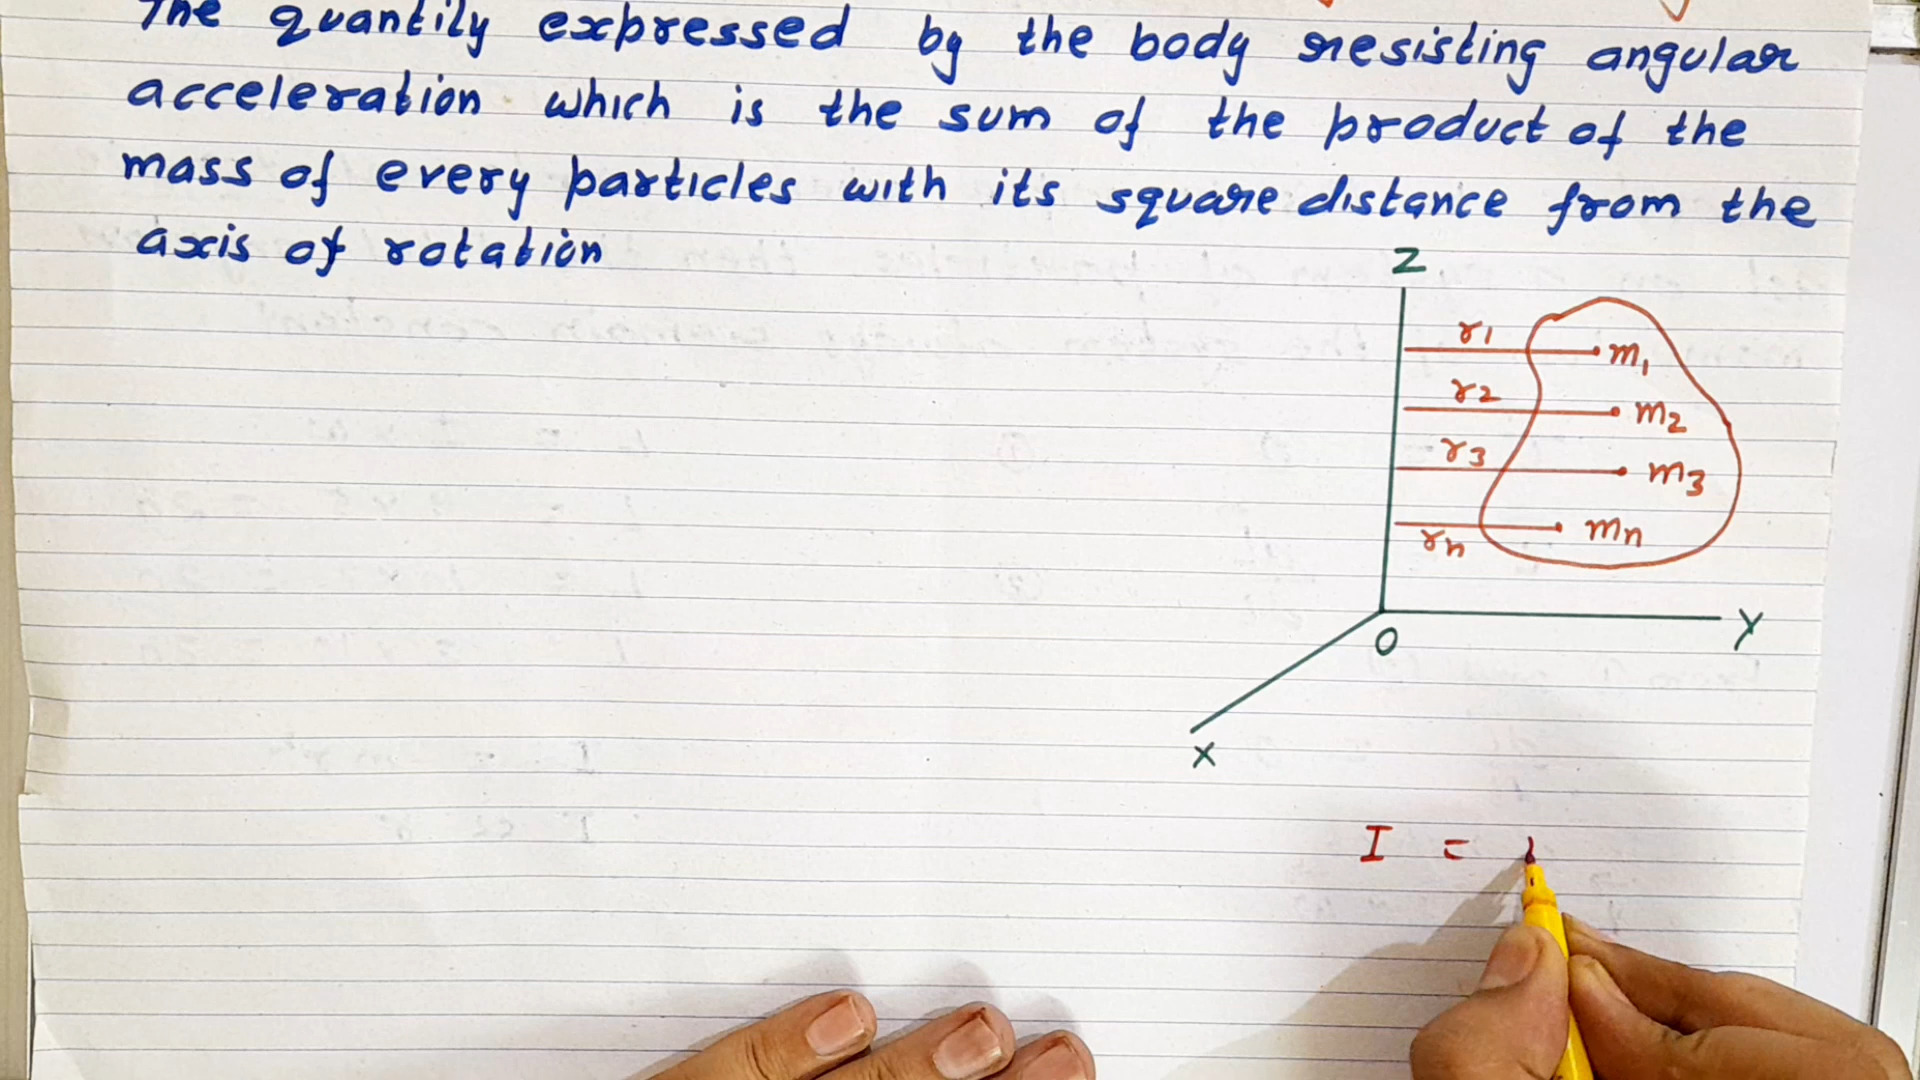 The quantity expressed by the body resisting angular
acceleration which is the sum of the product of the
mass of every particles with its square distance from the
axis of rotation
Z
r1 m1
r2 m2
r3 m3
rn mn
O
Y
X
I =